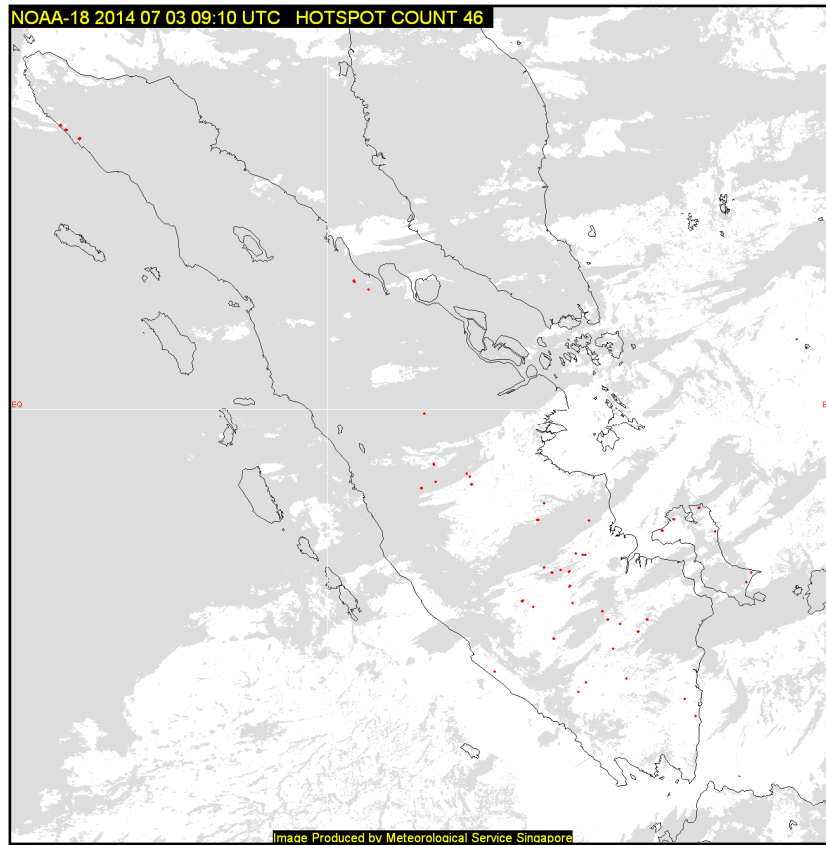 NOAA-18 2014 07 03 09:10 UTC   HOTSPOT COUNT 46
EQ
E
Image Produced by Meteorological Service Singapore